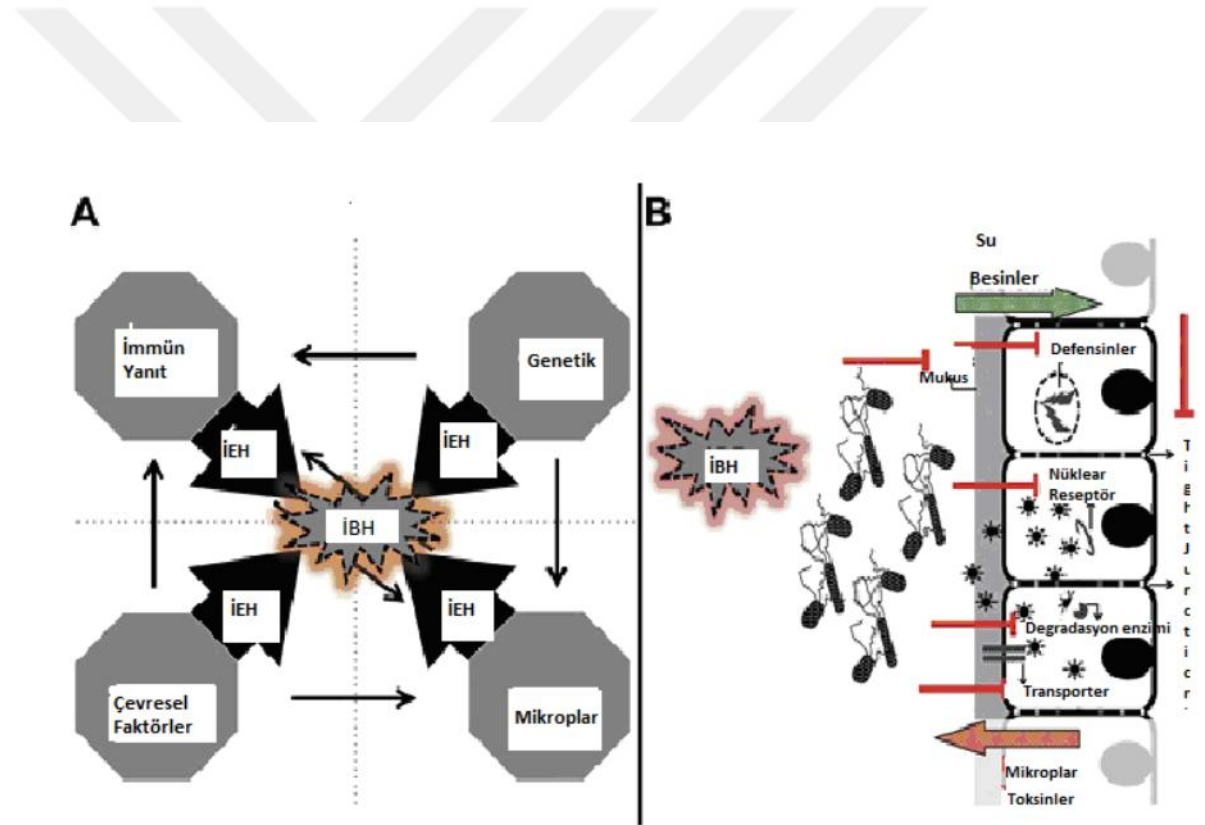 A
İmmün
Yanıt
Genetik
İEH
İEH
İBH
İEH
İEH
Çevresel
Faktörler
Mikroplar
B
Su
Besinler
Defensinler
Mukus
İBH
Nüklear
Reseptör
Degradasyon enzimi
Transporter
Tight Junction
Mikroplar
Toksinler